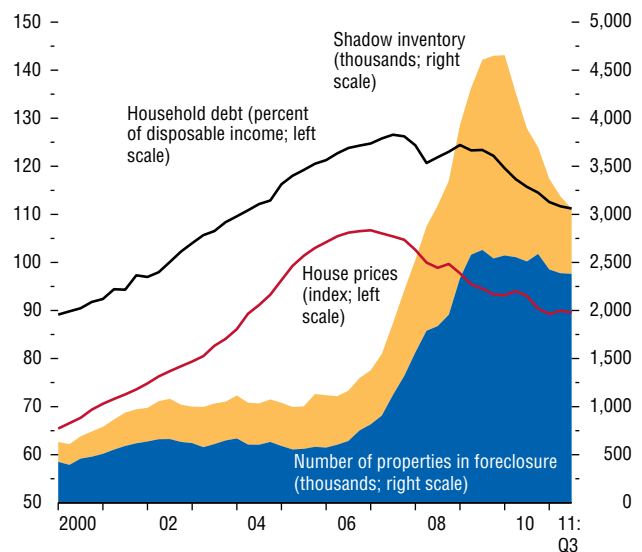 150
140
130
120
110
100
90
80
70
60
50
5,000
4,500
4,000
3,500
3,000
2,500
2,000
1,500
1,000
500
0
Shadow inventory
(thousands; right
scale)
Household debt (percent
of disposable income; left
scale)
House prices
(index; left
scale)
Number of properties in foreclosure
(thousands; right scale)
2000
02
04
06
08
10
11:
Q3